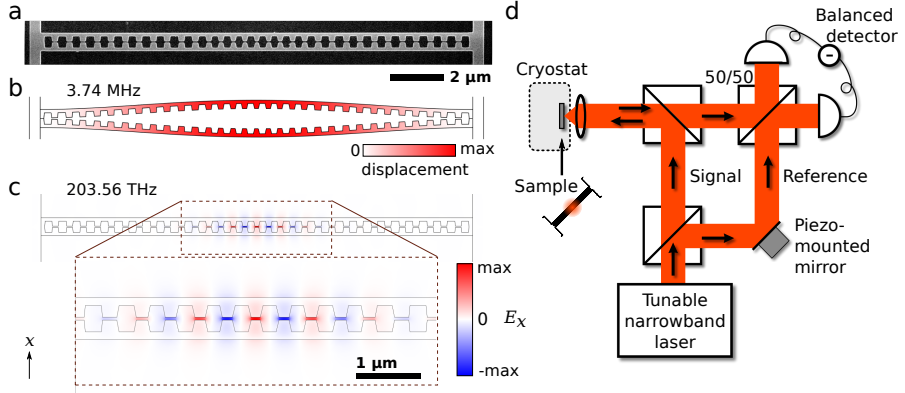 a
2 μm
b
3.74 MHz
0
max
displacement
c
203.56 THz
max
0
-max
Eₓ
x
1 μm
d
Balanced
detector
-
50/50
Cryostat
Sample
Signal
Reference
Piezo-
mounted
mirror
Tunable
narrowband
laser